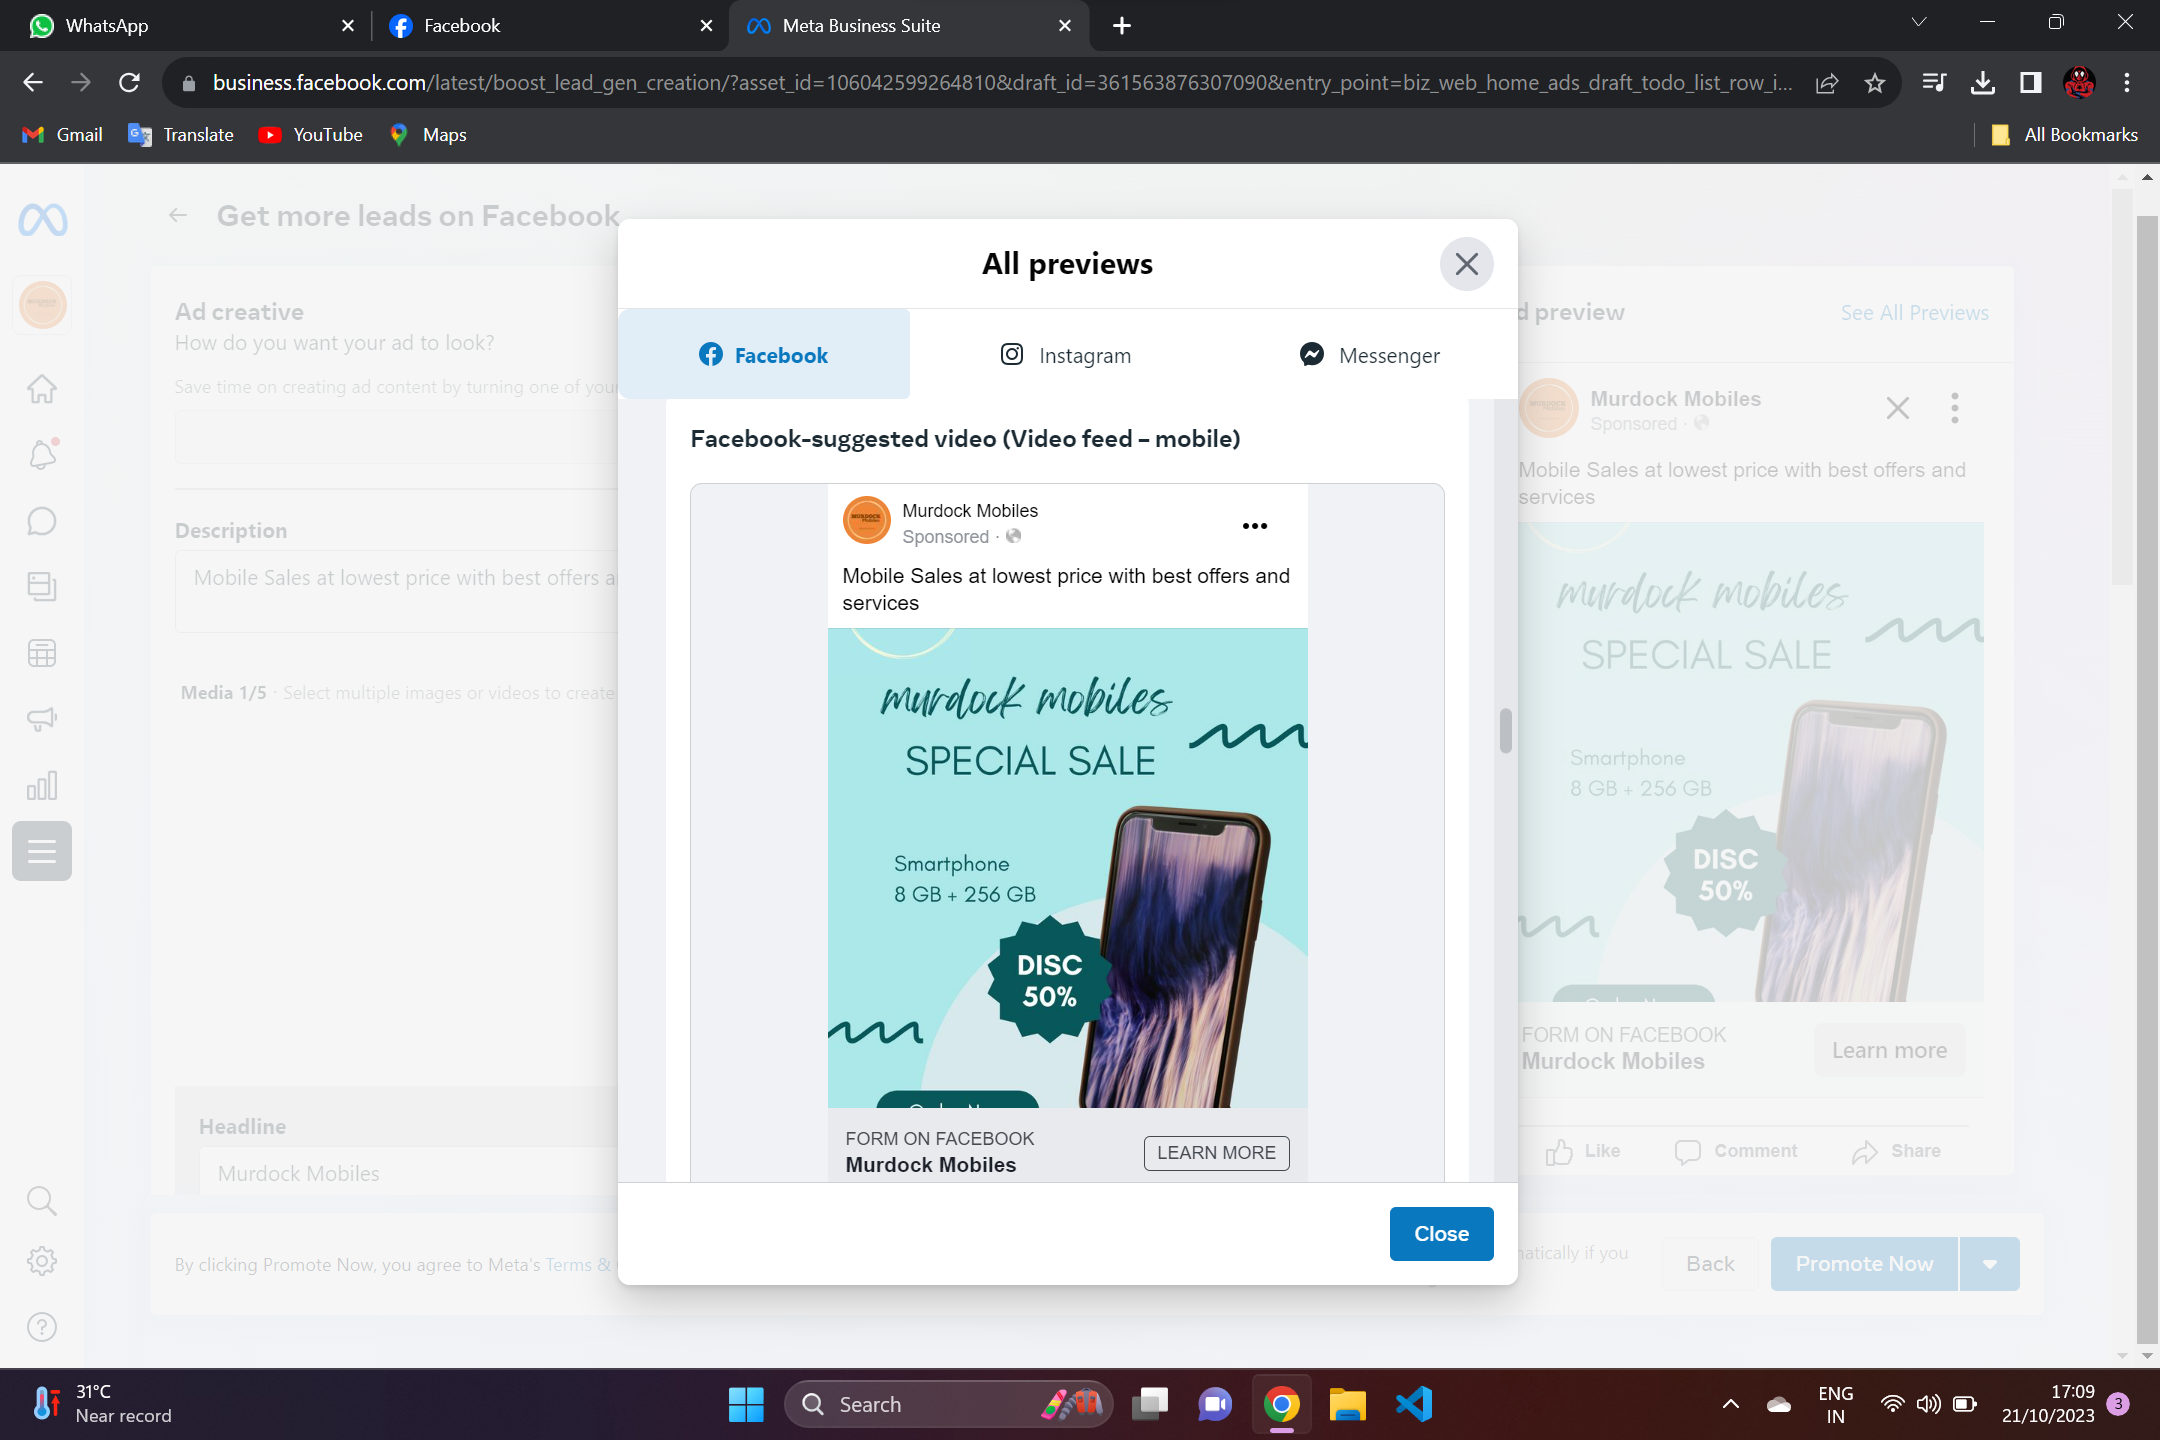 WhatsApp
Facebook
Meta Business Suite
business.facebook.com/latest/boost_lead_gen_creation/?asset_id=106042599264810&draft_id=3615638763070908&entry_point=biz_web_home_ads_draft_todo_list_row_i...
Gmail
Translate
YouTube
Maps
All Bookmarks
Get more leads on Facebook
Ad creative
How do you want your ad to look?
Save time on creating ad content by turning one of your
Description
Mobile Sales at lowest price with best offers a
Media 1/5 · Select multiple images or videos to create
Headline
Murdock Mobiles
By clicking Promote Now, you agree to Meta's Terms &
All previews
Facebook
Instagram
Messenger
Facebook-suggested video (Video feed – mobile)
Murdock Mobiles
Sponsored ·
Mobile Sales at lowest price with best offers and
services
murdock mobiles
SPECIAL SALE
Smartphone
8 GB + 256 GB
DISC
50%
FORM ON FACEBOOK
Murdock Mobiles
LEARN MORE
Close
d preview
See All Previews
Murdock Mobiles
Sponsored ·
Mobile Sales at lowest price with best offers and
services
murdock mobiles
SPECIAL SALE
Smartphone
8 GB + 256 GB
DISC
50%
FORM ON FACEBOOK
Murdock Mobiles
Learn more
Like
Comment
Share
matically if you
Back
Promote Now
31°C
Near record
Search
ENG
IN
17:09
21/10/2023
3